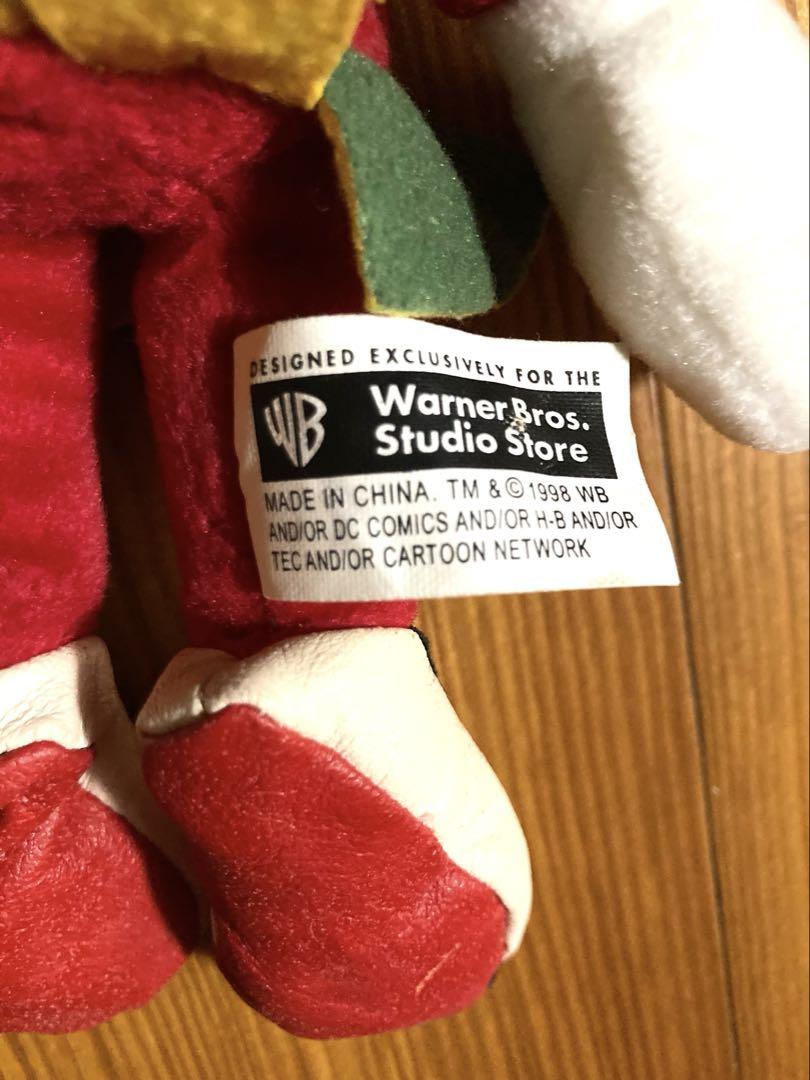 DESIGNED EXCLUSIVELY FOR THE
WB Warner Bros.
Studio Store
MADE IN CHINA. TM & © 1998 WB
AND/OR DC COMICS AND/OR H-B AND/OR
TEC AND/OR CARTOON NETWORK